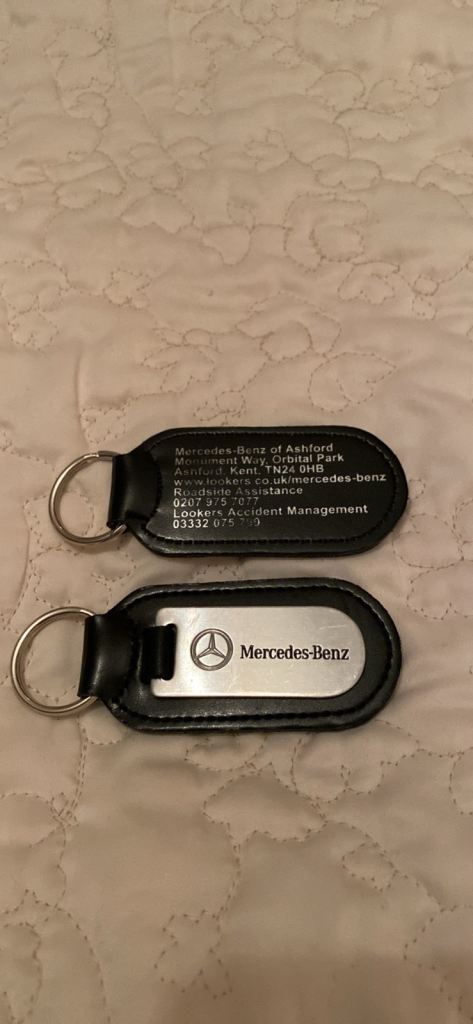 Mercedes-Benz of Ashford
Monument Way, Orbital Park
Ashford. Kent. TN24 0HB
www.lookers.co.uk/mercedes-benz
Roadside Assistance
0207 975 7077
Lookers Accident Management
03332 075 799
Mercedes-Benz